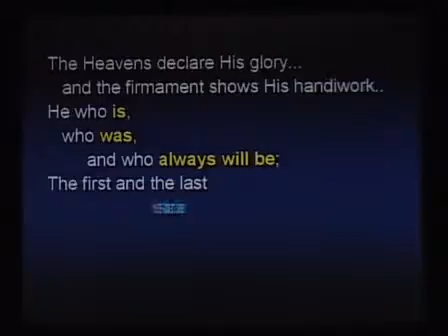 The Heavens declare His glory...
and the firmament shows His handiwork..
He who is,
who was,
and who always will be;
The first and the last